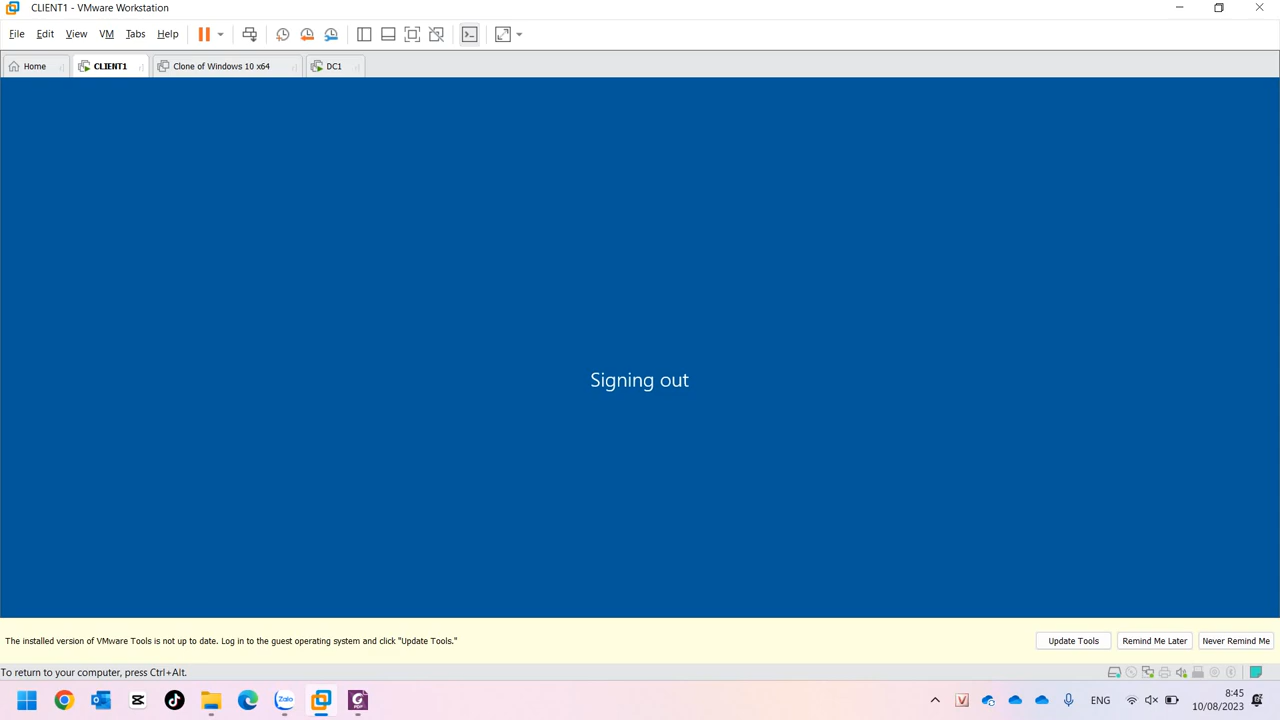 CLIENT1 - VMware Workstation
File Edit View VM Tabs Help
Home CLIENT1 Clone of Windows 10 x64 DC1
Signing out
The installed version of VMware Tools is not up to date. Log in to the guest operating system and click "Update Tools."
Update Tools Remind Me Later Never Remind Me
To return to your computer, press Ctrl+Alt.
Zalo
PDF
V
ENG
8:45
10/08/2023